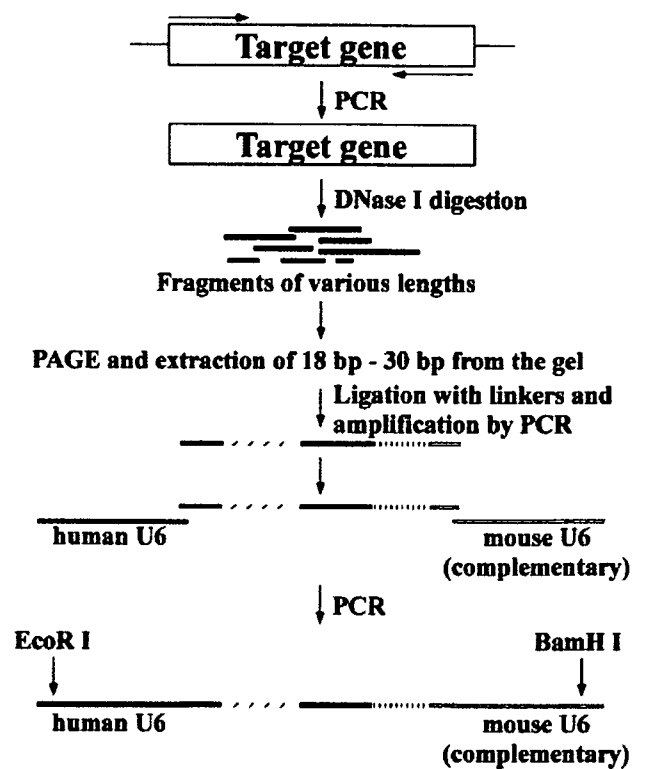 Target gene
PCR
Target gene
DNase I digestion
Fragments of various lengths
PAGE and extraction of 18 bp - 30 bp from the gel
Ligation with linkers and
amplification by PCR
human U6
mouse U6
(complementary)
PCR
EcoR I
BamH I
human U6
mouse U6
(complementary)